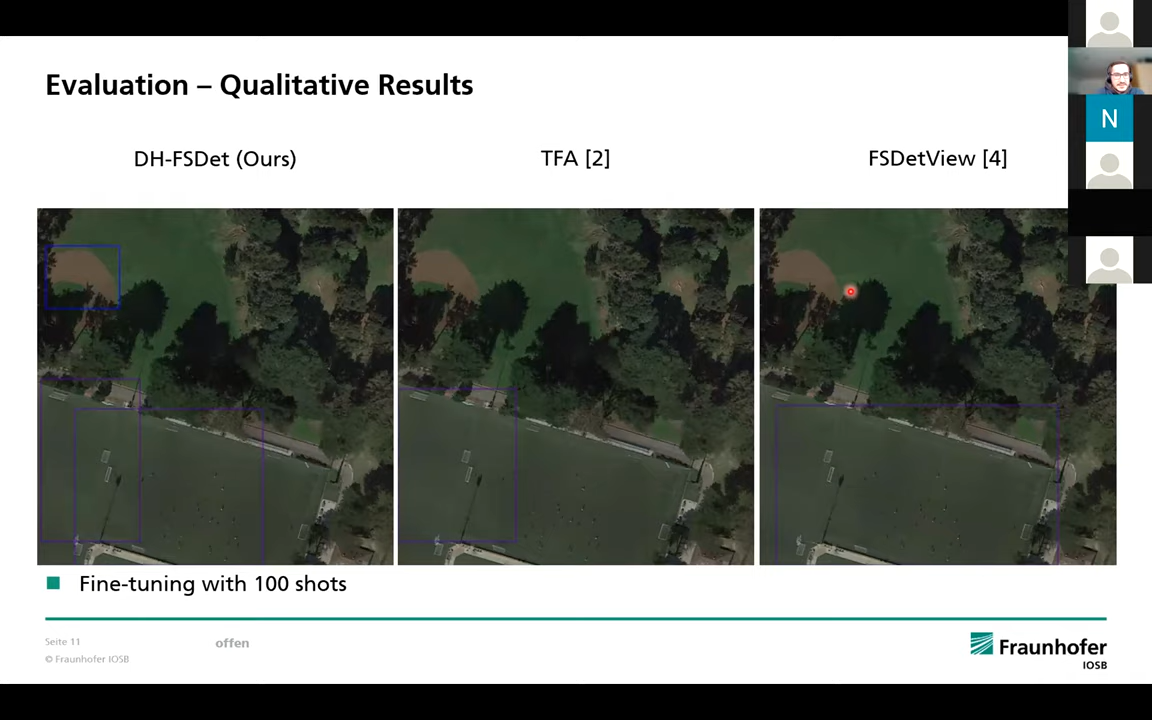 Evaluation – Qualitative Results
DH-FSDet (Ours)
TFA [2]
FSDetView [4]
N
Fine-tuning with 100 shots
Seite 11
offen
© Fraunhofer IOSB
Fraunhofer
IOSB